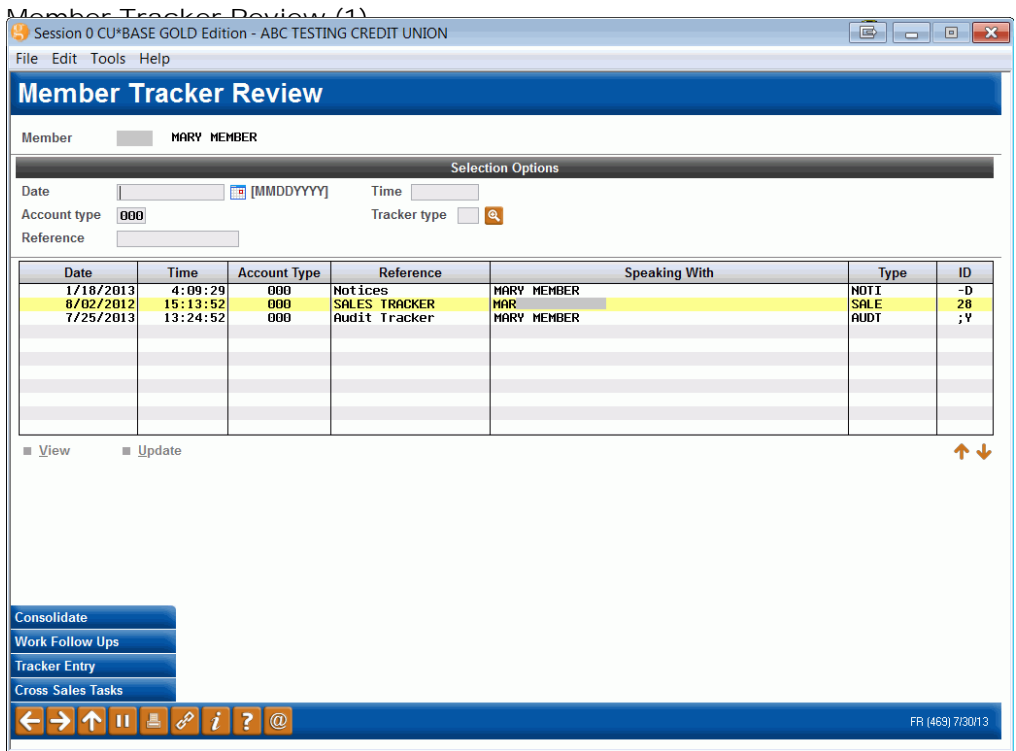 Member Tracker Review (1)
Session 0 CU*BASE GOLD Edition - ABC TESTING CREDIT UNION
File Edit Tools Help
Member Tracker Review
Member MARY MEMBER
Selection Options
Date [MMDDYYYY] Time
Account type 000 Tracker type
Reference
Date Time Account Type Reference Speaking With Type ID
1/18/2013 4:09:29 000 Notices MARY MEMBER NOTI -D
8/02/2012 15:13:52 000 SALES TRACKER MAR SALE 28
7/25/2013 13:24:52 000 Audit Tracker MARY MEMBER AUDT ;Y
View Update
Consolidate
Work Follow Ups
Tracker Entry
Cross Sales Tasks
i ? @ FR (469) 7/30/13